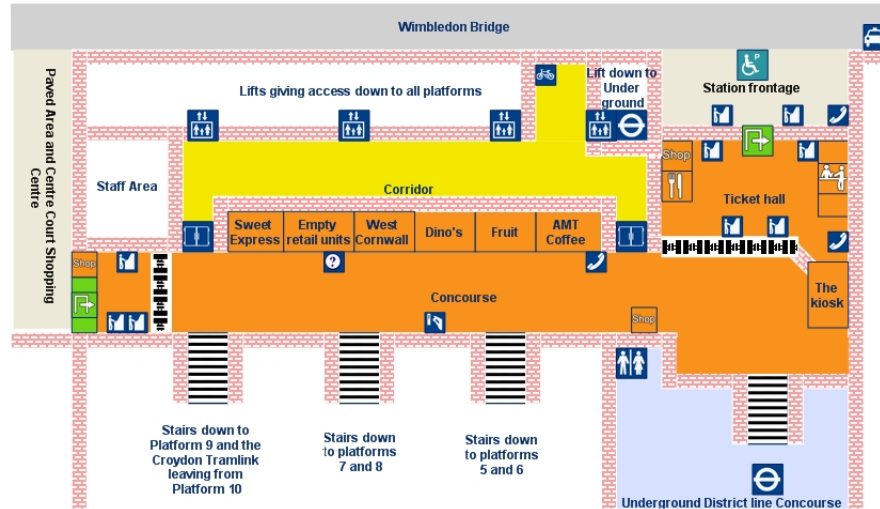 Wimbledon Bridge
Paved Area and Centre Court Shopping
Centre
Lifts giving access down to all platforms
Lift down to
Under
ground
P
Station frontage
Staff Area
Corridor
Shop
Ticket hall
Sweet
Express
Empty
retail units
West
Cornwall
Dino's
Fruit
AMT
Coffee
Shop
?
Concourse
The
kiosk
Shop
Stairs down to
Platform 9 and the
Croydon Tramlink
leaving from
Platform 10
Stairs down
to platforms
7 and 8
Stairs down
to platforms
5 and 6
Underground District line Concourse